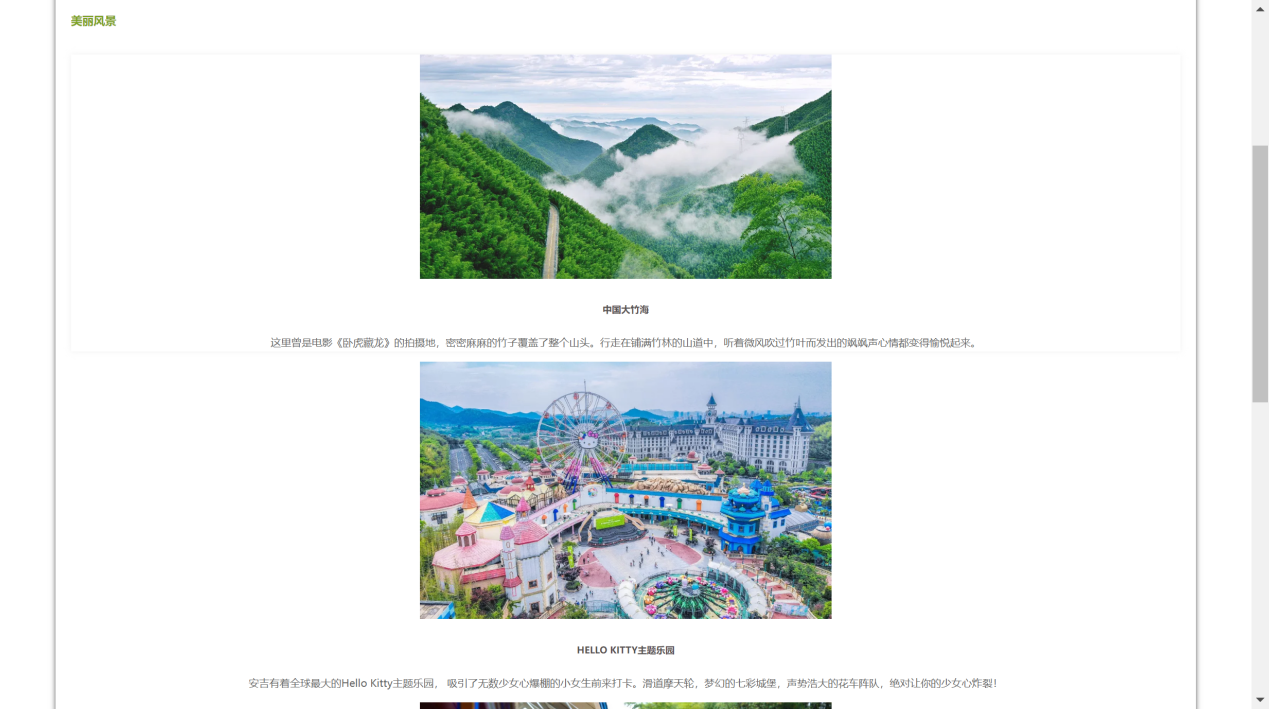 美丽风景
中国大竹海
这里曾是电影《卧虎藏龙》的拍摄地，密密麻麻的竹子覆盖了整个山头。行走在铺满竹林的山道中，听着微风吹过竹叶而发出的飒飒声心情都变得愉悦起来。
HELLO KITTY主题乐园
安吉有着全球最大的Hello Kitty主题乐园， 吸引了无数少女心爆棚的小女生前来打卡。滑道摩天轮，梦幻的七彩城堡，声势浩大的花车阵队，绝对让你的少女心炸裂！